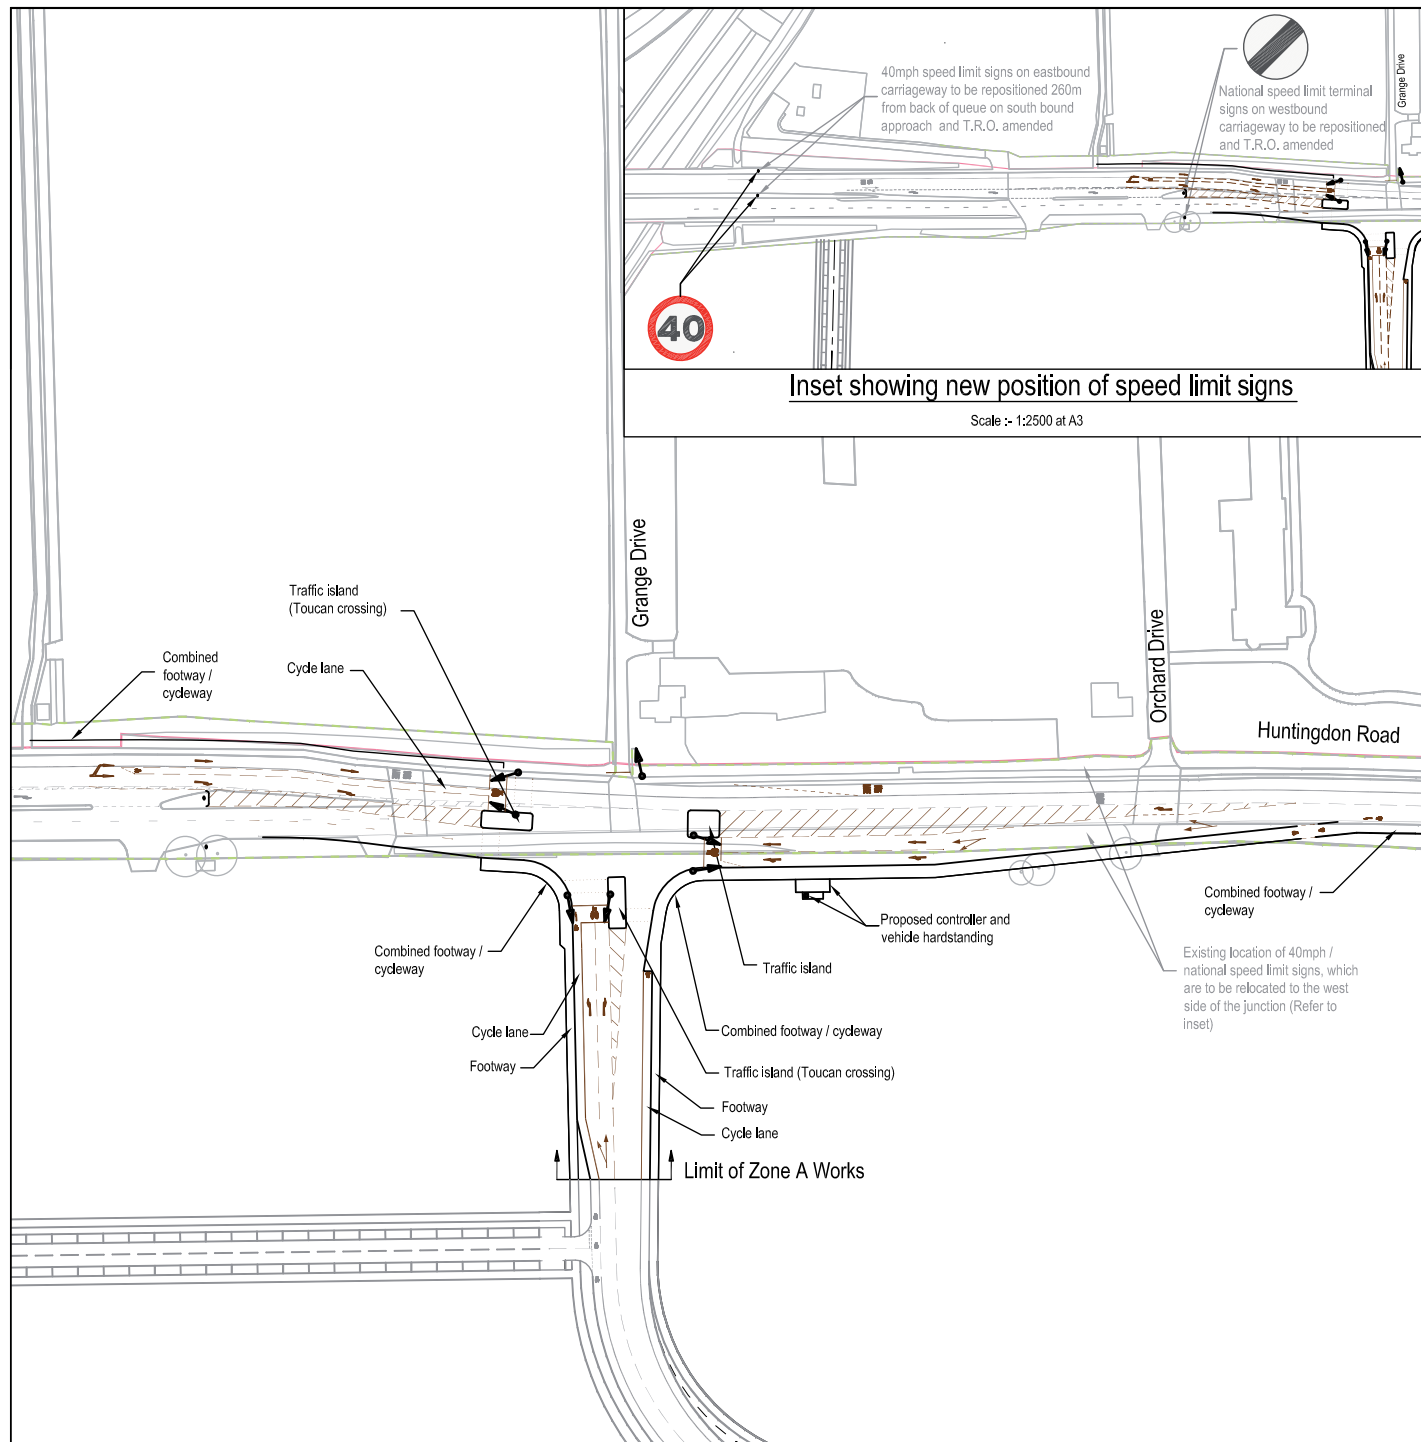 40mph speed limit signs on eastbound
carriageway to be repositioned 260m
from back of queue on south bound
approach and T.R.O. amended
National speed limit terminal
signs on westbound
carriageway to be repositioned
and T.R.O. amended
Grange Drive
40
Inset showing new position of speed limit signs
Scale :- 1:2500 at A3
Grange Drive
Orchard Drive
Huntingdon Road
Traffic island
(Toucan crossing)
Combined
footway /
cycleway
Cycle lane
Combined footway /
cycleway
Proposed controller and
vehicle hardstanding
Combined footway /
cycleway
Traffic island
Existing location of 40mph /
national speed limit signs, which
are to be relocated to the west
side of the junction (Refer to
inset)
Cycle lane
Combined footway / cycleway
Footway
Traffic island (Toucan crossing)
Footway
Cycle lane
Limit of Zone A Works